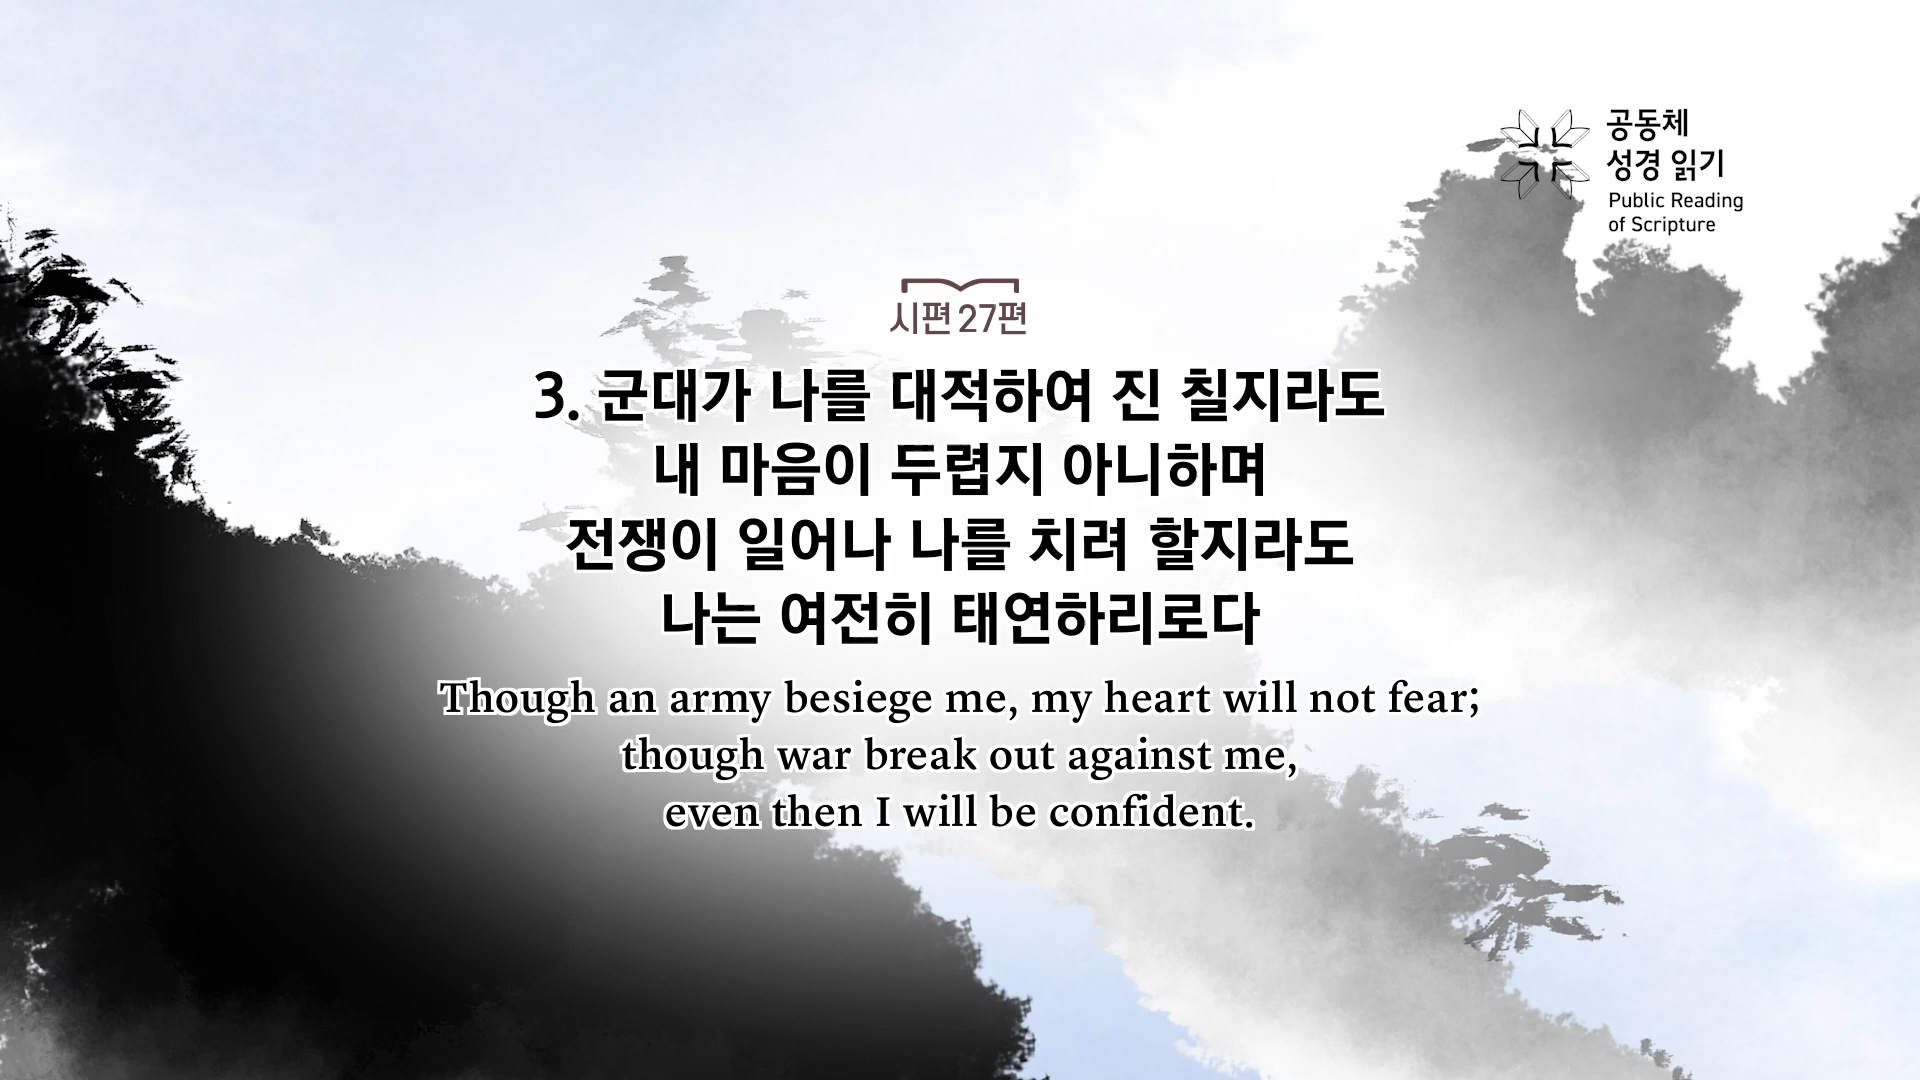 공동체
성경 읽기
Public Reading
of Scripture
시편 27편
3. 군대가 나를 대적하여 진 칠지라도
내 마음이 두렵지 아니하며
전쟁이 일어나 나를 치려 할지라도
나는 여전히 태연하리로다
Though an army besiege me, my heart will not fear;
though war break out against me,
even then I will be confident.